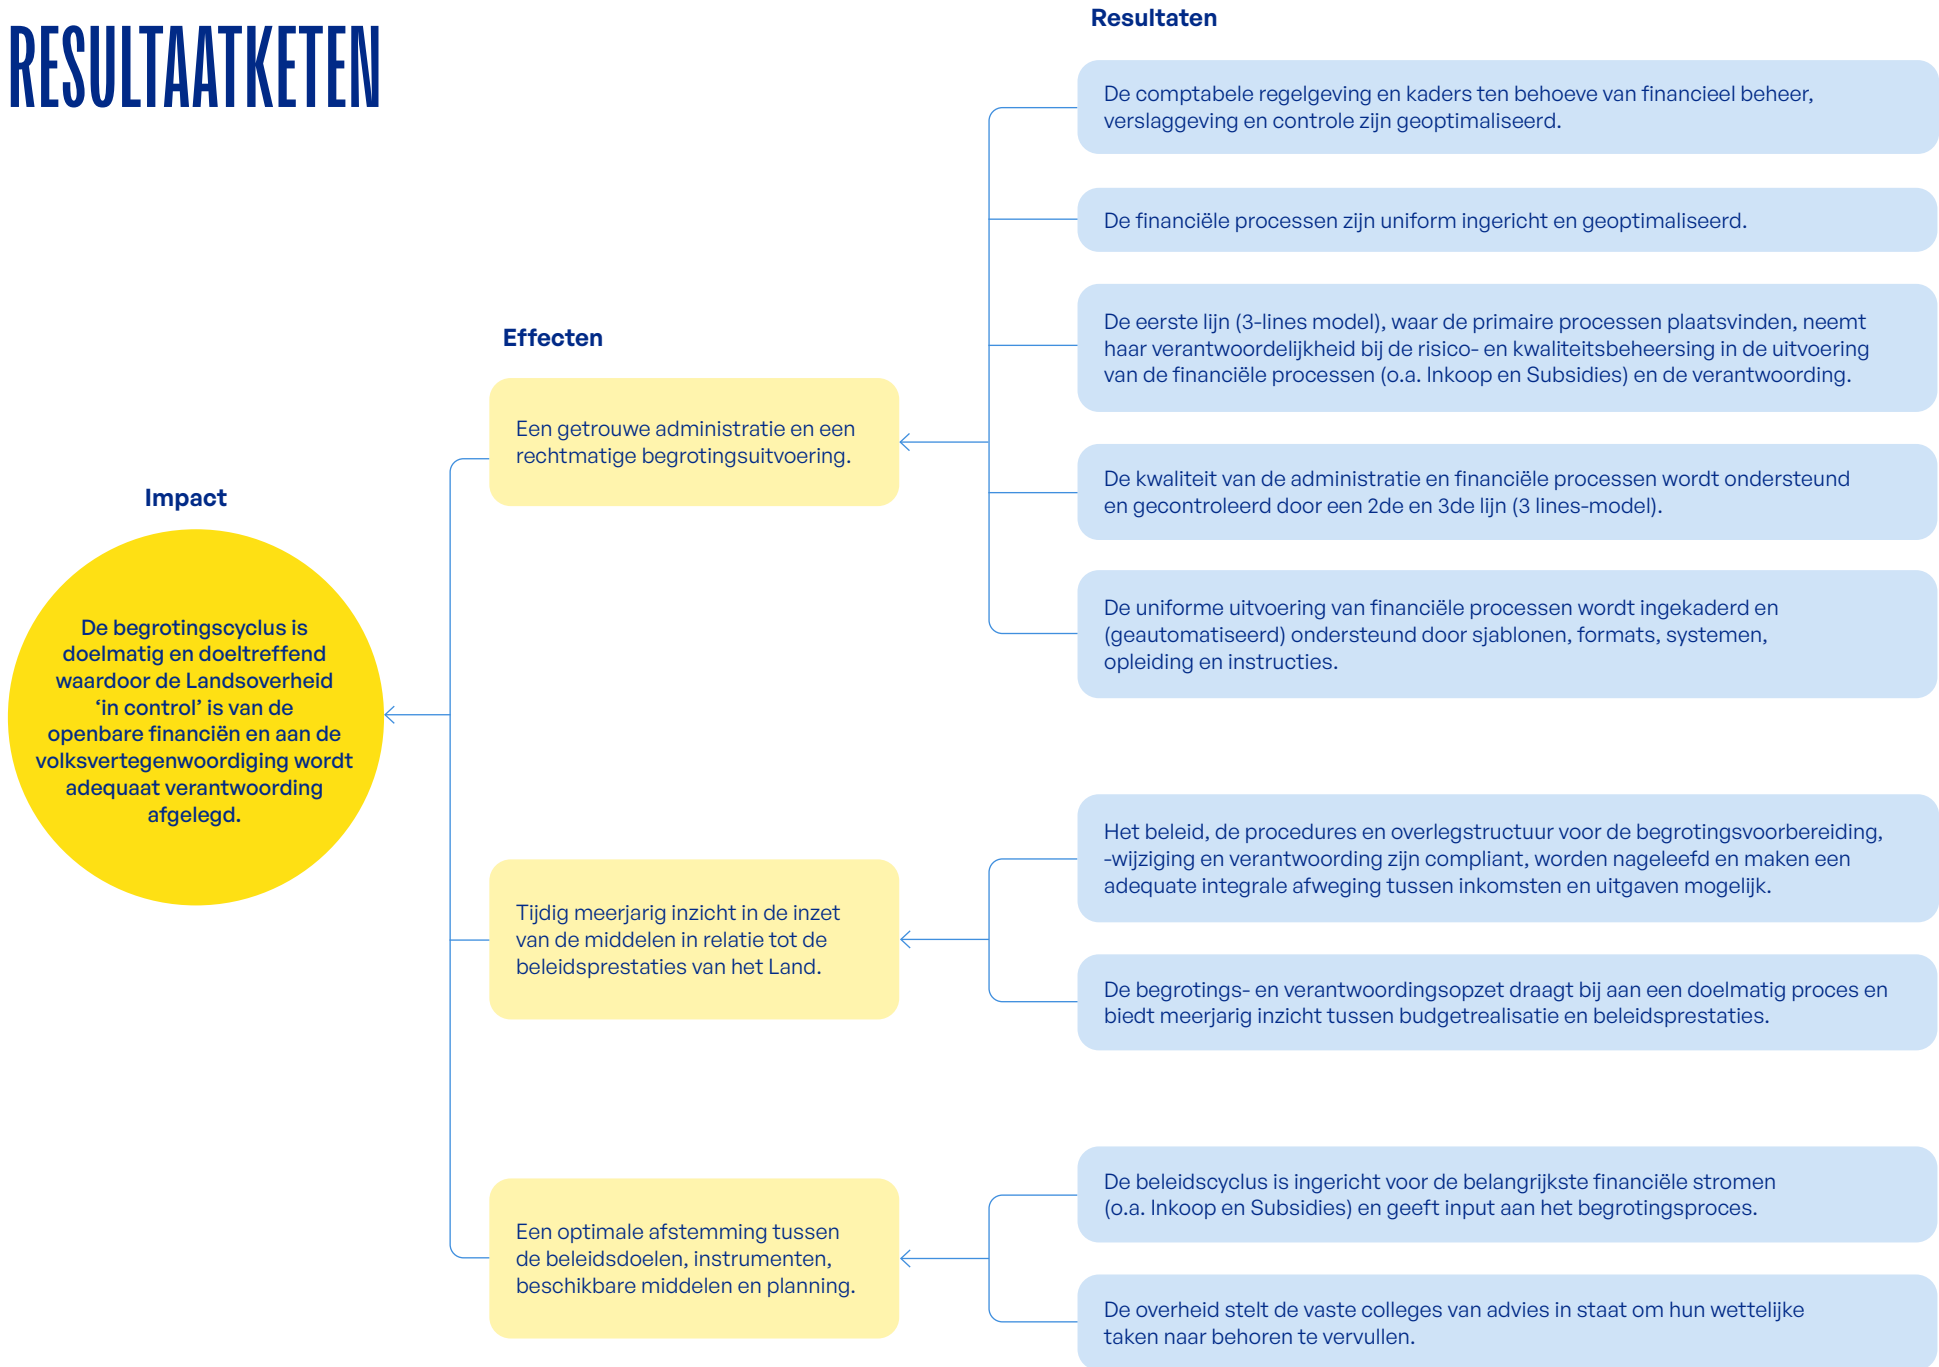 RESULTAATKETEN
Impact
De begrotingscyclus is
doelmatig en doeltreffend
waardoor de Landsoverheid
‘in control’ is van de
openbare financiën en aan de
volksvertegenwoordiging wordt
adequaat verantwoording
afgelegd.
Effecten
Een getrouwe administratie en een
rechtmatige begrotingsuitvoering.
Tijdig meerjarig inzicht in de inzet
van de middelen in relatie tot de
beleidsprestaties van het Land.
Een optimale afstemming tussen
de beleidsdoelen, instrumenten,
beschikbare middelen en planning.
Resultaten
De comptabele regelgeving en kaders ten behoeve van financieel beheer,
verslaggeving en controle zijn geoptimaliseerd.
De financiële processen zijn uniform ingericht en geoptimaliseerd.
De eerste lijn (3-lines model), waar de primaire processen plaatsvinden, neemt
haar verantwoordelijkheid bij de risico- en kwaliteitsbeheersing in de uitvoering
van de financiële processen (o.a. Inkoop en Subsidies) en de verantwoording.
De kwaliteit van de administratie en financiële processen wordt ondersteund
en gecontroleerd door een 2de en 3de lijn (3 lines-model).
De uniforme uitvoering van financiële processen wordt ingekaderd en
(geautomatiseerd) ondersteund door sjablonen, formats, systemen,
opleiding en instructies.
Het beleid, de procedures en overlegstructuur voor de begrotingsvoorbereiding,
-wijziging en verantwoording zijn compliant, worden nageleefd en maken een
adequate integrale afweging tussen inkomsten en uitgaven mogelijk.
De begrotings- en verantwoordingsopzet draagt bij aan een doelmatig proces en
biedt meerjarig inzicht tussen budgetrealisatie en beleidsprestaties.
De beleidscyclus is ingericht voor de belangrijkste financiële stromen
(o.a. Inkoop en Subsidies) en geeft input aan het begrotingsproces.
De overheid stelt de vaste colleges van advies in staat om hun wettelijke
taken naar behoren te vervullen.